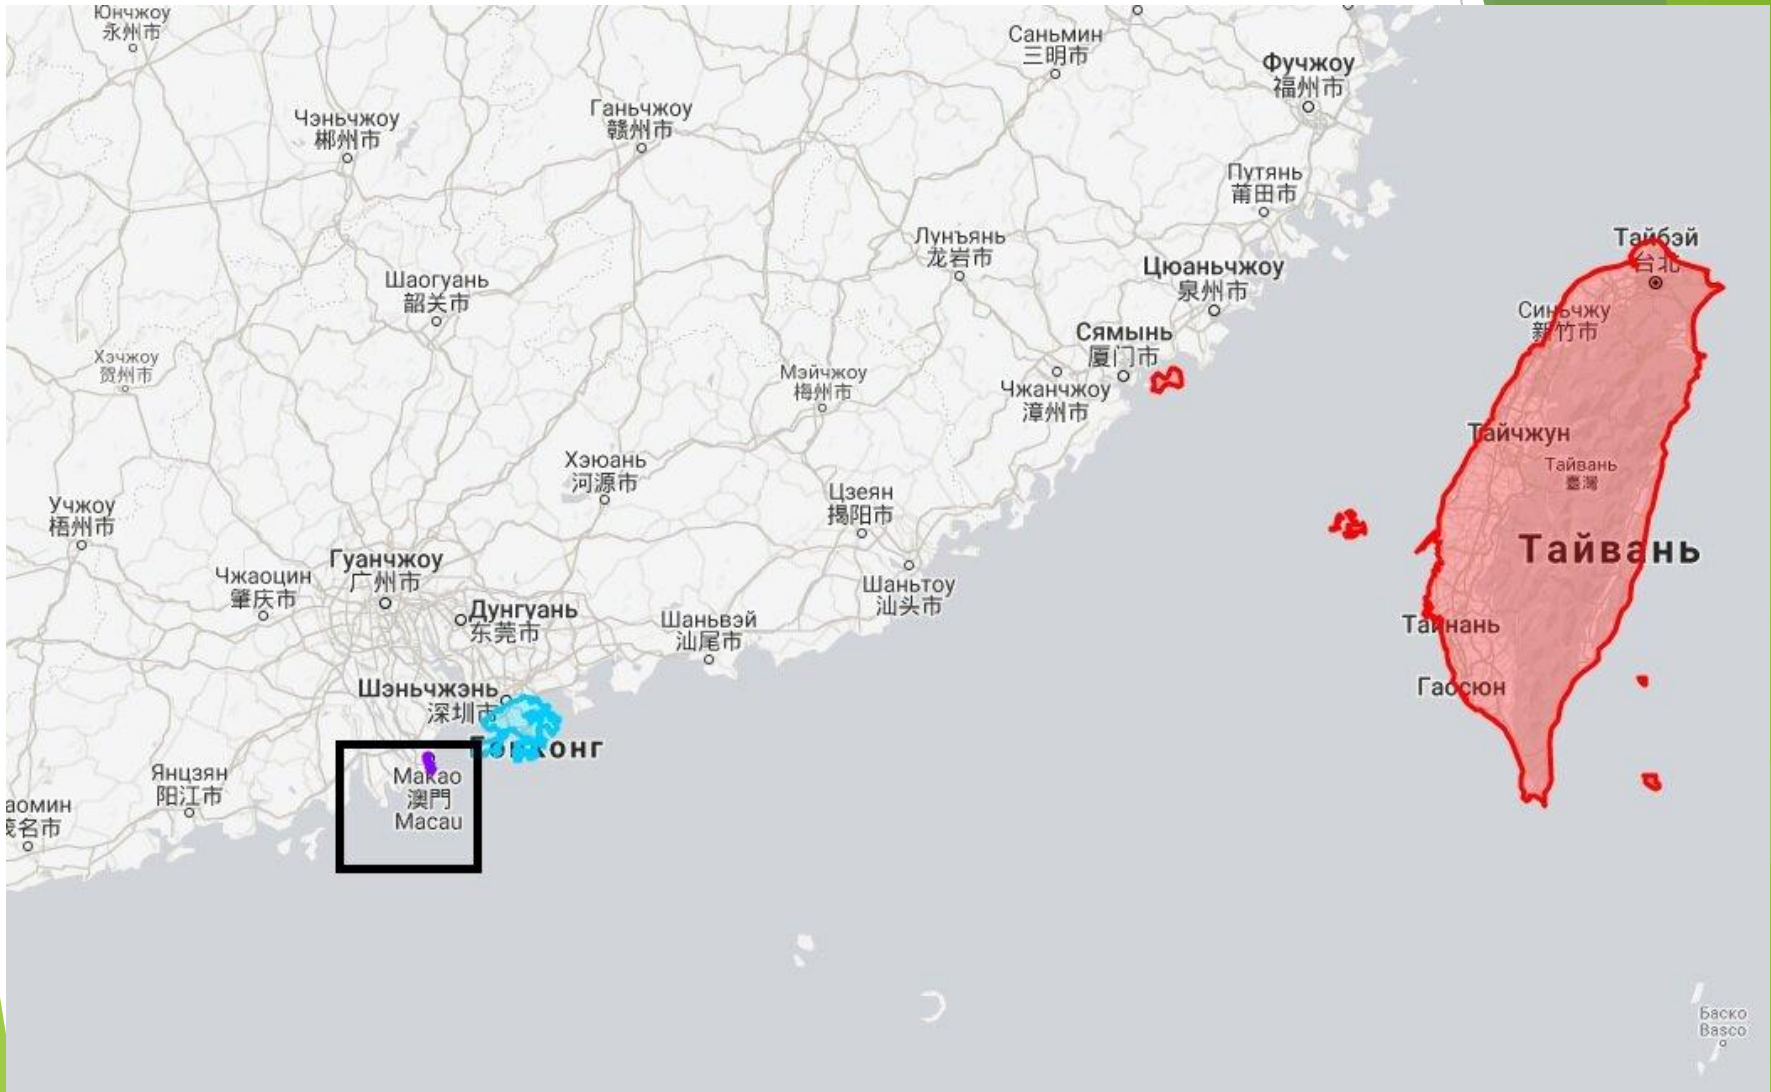 Юнчжоу
永州市
Саньмин
三明市
Фучжоу
福州市
Чэньчжоу
郴州市
Ганьчжоу
赣州市
Путянь
莆田市
Лунъянь
龙岩市
Тайбэй
台北
Цюаньчжоу
泉州市
Шаогуань
韶关市
Синьчжу
新竹市
Сямынь
厦门市
Хэчжоу
贺州市
Мэйчжоу
梅州市
Чжанчжоу
漳州市
Тайчжун
Тайвань
臺灣
Хэюань
河源市
Цзеян
揭阳市
Учжоу
梧州市
Тайвань
Гуанчжоу
广州市
Чжаоцин
肇庆市
Шаньтоу
汕头市
Дунгуань
东莞市
Шаньвэй
汕尾市
Тайнань
Шэньчжэнь
深圳市
Гаосюн
Гонконг
Янцзян
阳江市
Макао
澳門
Macau
аомин
茂名市
Баско
Basco